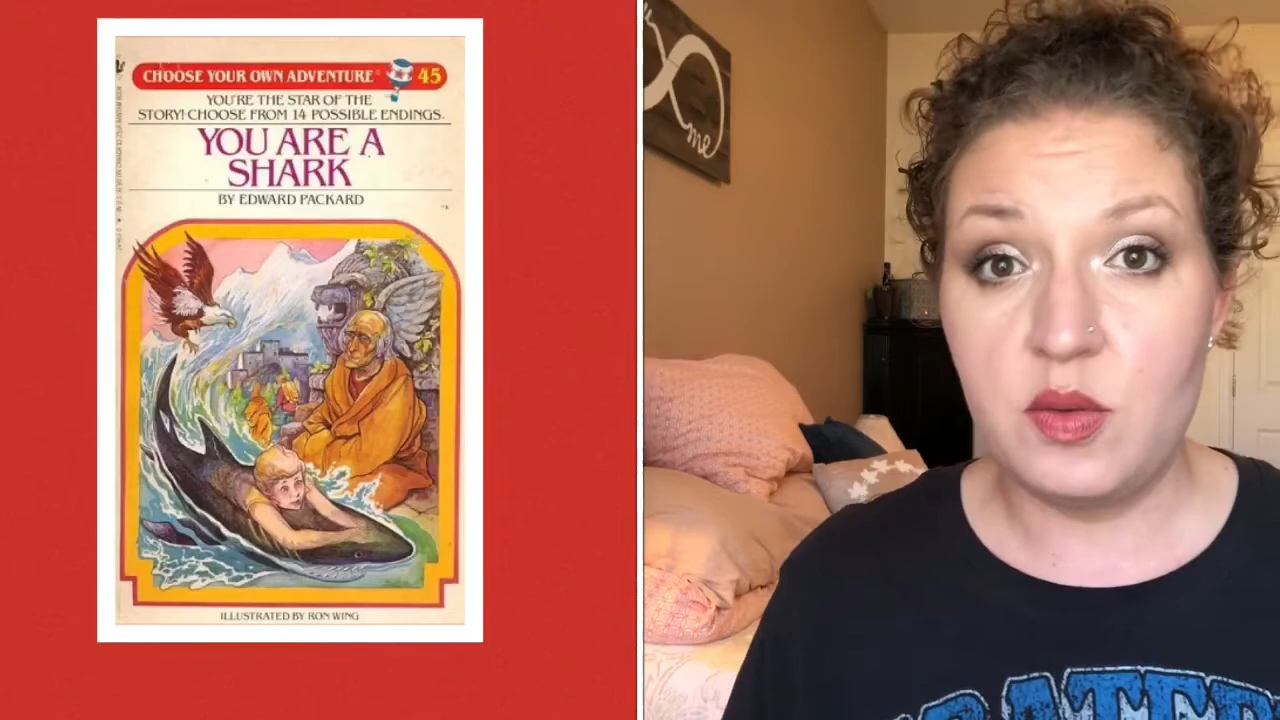 CHOOSE YOUR OWN ADVENTURE® 45
YOU'RE THE STAR OF THE
STORY! CHOOSE FROM 14 POSSIBLE ENDINGS.
YOU ARE A
SHARK
BY EDWARD PACKARD
ILLUSTRATED BY RON WING
me